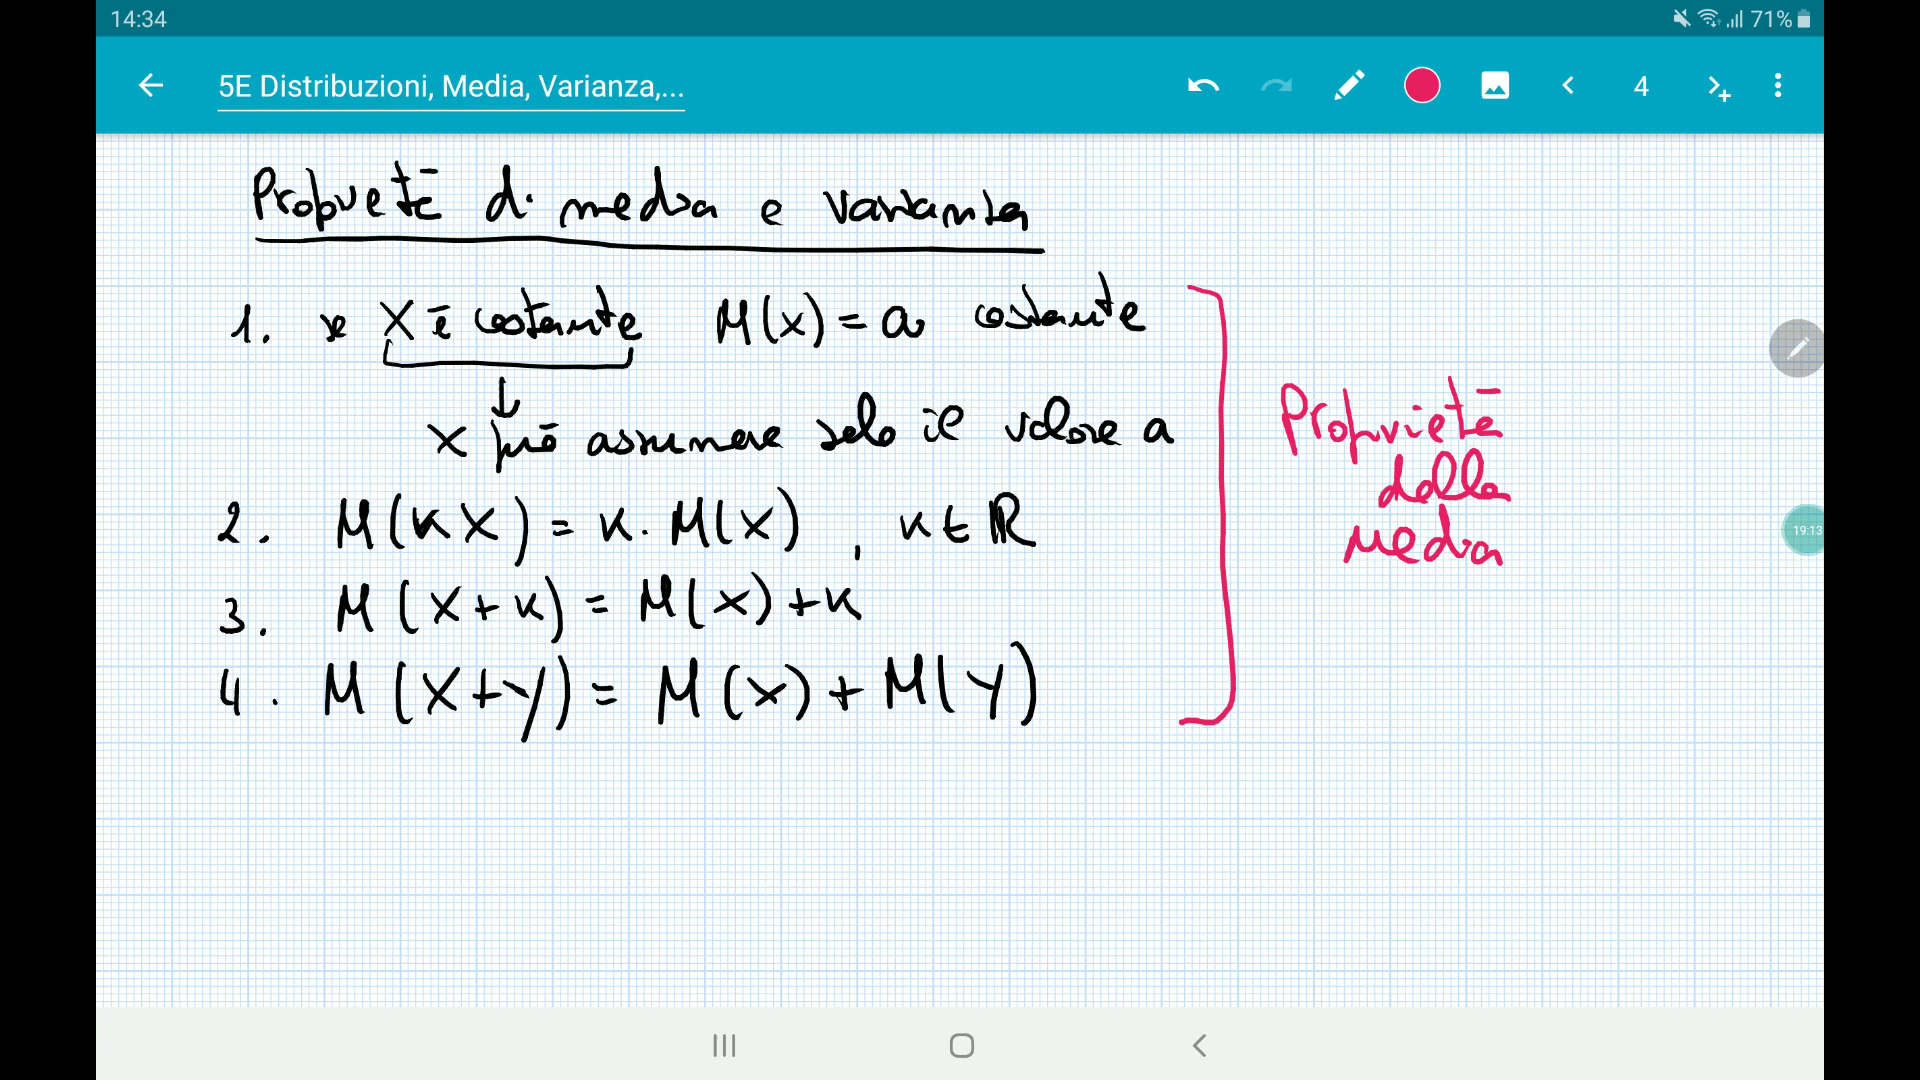 14:34
71%
5E Distribuzioni, Media, Varianza,...
4
Proprietà di media e varianza
1. se X è costante M(x) = a costante
X può assumere solo il valore a
2. M(KX) = K · M(X), K ∈ ℝ
3. M(X+K) = M(X)+K
4. M(X+Y) = M(X) + M(Y)
Proprietà
della
media
19:13